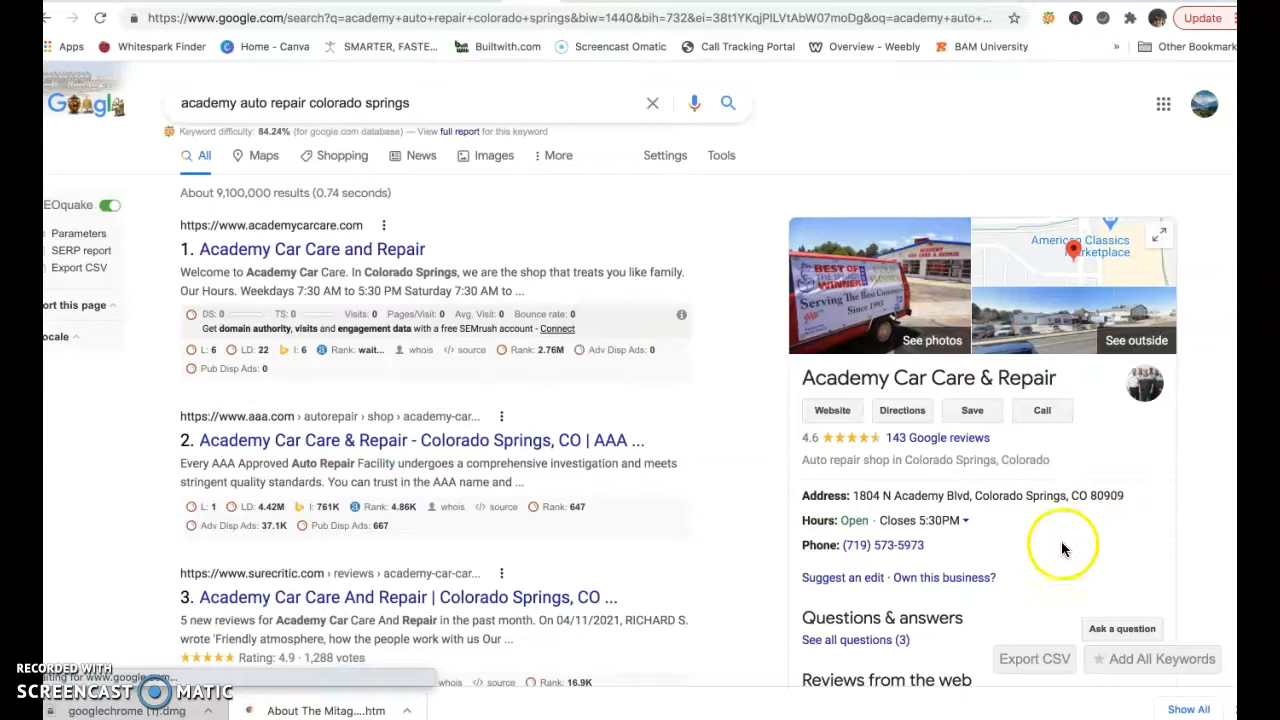 https://www.google.com/search?q=academy+auto+repair+colorado+springs&biw=1440&bih=732&ei=38t1YKqjPILVtAbW07moDg&oq=academy+auto+...
Update
Apps
Whitespark Finder
Home - Canva
SMARTER, FASTE...
Builtwith.com
Screencast Omatic
Call Tracking Portal
Overview - Weebly
BAM University
»
Other Bookmark
academy auto repair colorado springs
Keyword difficulty: 84.24% (for google.com database) — View full report for this keyword
All
Maps
Shopping
News
Images
More
Settings
Tools
About 9,100,000 results (0.74 seconds)
EOquake
Parameters
SERP report
Export CSV
ort this page
ocale
https://www.academycarcare.com
1. Academy Car Care and Repair
Welcome to Academy Car Care. In Colorado Springs, we are the shop that treats you like family.
Our Hours. Weekdays 7:30 AM to 5:30 PM Saturday 7:30 AM to ...
DS: 0 TS: 0 Visits: 0 Pages/Visit: 0 Avg. Visit: 0 Bounce rate: 0
Get domain authority, visits and engagement data with a free SEMrush account - Connect
L: 6 LD: 22 I: 6 Rank: wait... whois </> source Rank: 2.76M Adv Disp Ads: 0
Pub Disp Ads: 0
https://www.aaa.com › autorepair › shop › academy-car...
2. Academy Car Care & Repair - Colorado Springs, CO | AAA ...
Every AAA Approved Auto Repair Facility undergoes a comprehensive investigation and meets
stringent quality standards. You can trust in the AAA name and ...
L: 1 LD: 4.42M I: 761K Rank: 4.86K whois </> source Rank: 647
Adv Disp Ads: 37.1K Pub Disp Ads: 667
https://www.surecritic.com › reviews › academy-car-car...
3. Academy Car Care And Repair | Colorado Springs, CO ...
5 new reviews for Academy Car Care And Repair in the past month. On 04/11/2021, RICHARD S.
wrote 'Friendly atmosphere, how the people work with us Our ...
Rating: 4.9 · 1,288 votes
whois </> source Rank: 16.9K
BEST OF
THE SPRINGS
WINNER
Serving The Best Customers
Since 1993
See photos
American Classics
Marketplace
See outside
Academy Car Care & Repair
Website
Directions
Save
Call
4.6
143 Google reviews
Auto repair shop in Colorado Springs, Colorado
Address: 1804 N Academy Blvd, Colorado Springs, CO 80909
Hours: Open · Closes 5:30PM
Phone: (719) 573-5973
Suggest an edit · Own this business?
Questions & answers
See all questions (3)
Ask a question
Export CSV
Add All Keywords
Reviews from the web
RECORDED WITH
SCREENCAST MATIC
aiting for www.google.com...
googlechrome (1).dmg
About The Mitag....htm
Show All